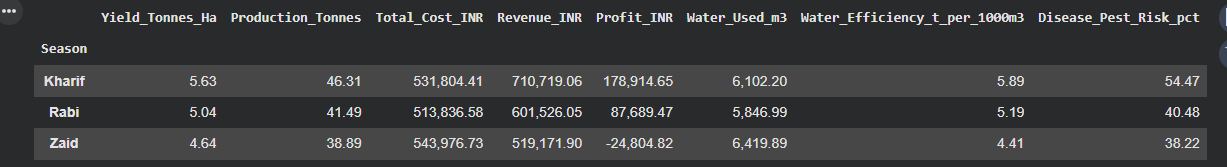 Yield_Tonnes_Ha Production_Tonnes Total_Cost_INR Revenue_INR Profit_INR Water_Used_m3 Water_Efficiency_t_per_1000m3 Disease_Pest_Risk_pct
Season
Kharif 5.63 46.31 531,804.41 710,719.06 178,914.65 6,102.20 5.89 54.47
Rabi 5.04 41.49 513,836.58 601,526.05 87,689.47 5,846.99 5.19 40.48
Zaid 4.64 38.89 543,976.73 519,171.90 -24,804.82 6,419.89 4.41 38.22